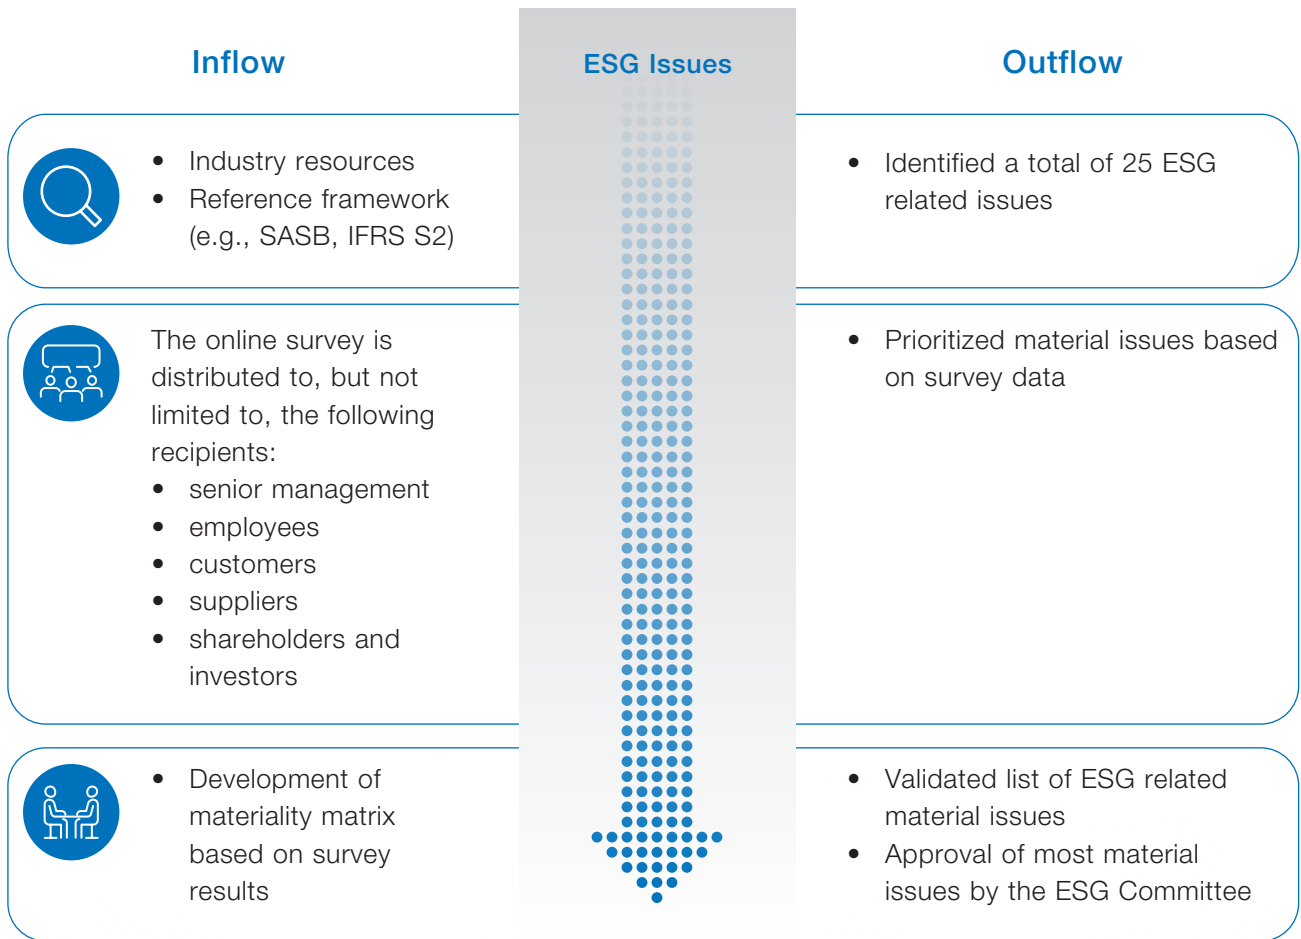 Inflow
ESG Issues
Outflow
• Industry resources
• Reference framework
(e.g., SASB, IFRS S2)
• Identified a total of 25 ESG
related issues
The online survey is
distributed to, but not
limited to, the following
recipients:
• senior management
• employees
• customers
• suppliers
• shareholders and
investors
• Prioritized material issues based
on survey data
• Development of
materiality matrix
based on survey
results
• Validated list of ESG related
material issues
• Approval of most material
issues by the ESG Committee